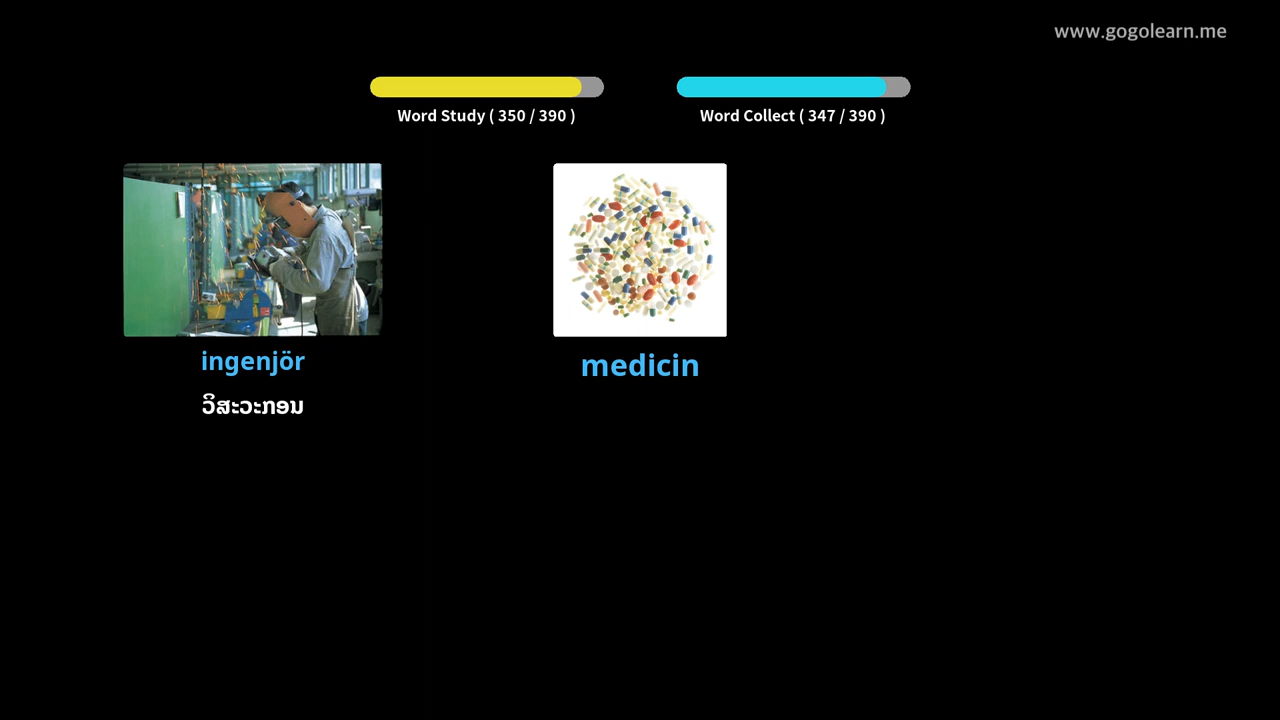 www.gogolearn.me
Word Study ( 350 / 390 )
Word Collect ( 347 / 390 )
ingenjör
ວິສະວະກອນ
medicin